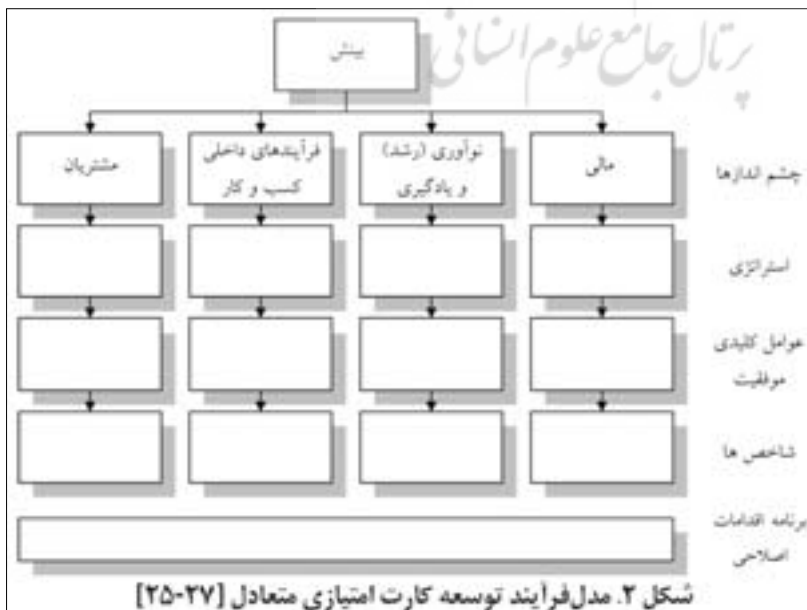 پرتال جامع علوم انسانی
بینش
مالی
نوآوری (رشد)
و یادگیری
فرآیندهای داخلی
کسب و کار
مشتریان
چشم اندازها
استراتژی
عوامل کلیدی
موفقیت
شاخص ها
برنامه اقدامات
اصلاحی
شکل ۲. مدل‌فرآیند توسعه کارت امتیازی متعادل [۲۷-۲۵]